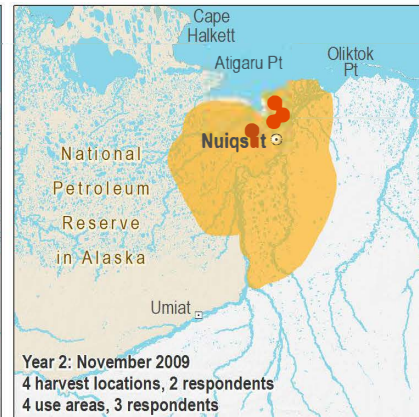 Cape
Halkett
Atigaru Pt
Oliktok
Pt
Nuiqsut
National
Petroleum
Reserve
in Alaska
Umiat
Year 2: November 2009
4 harvest locations, 2 respondents
4 use areas, 3 respondents